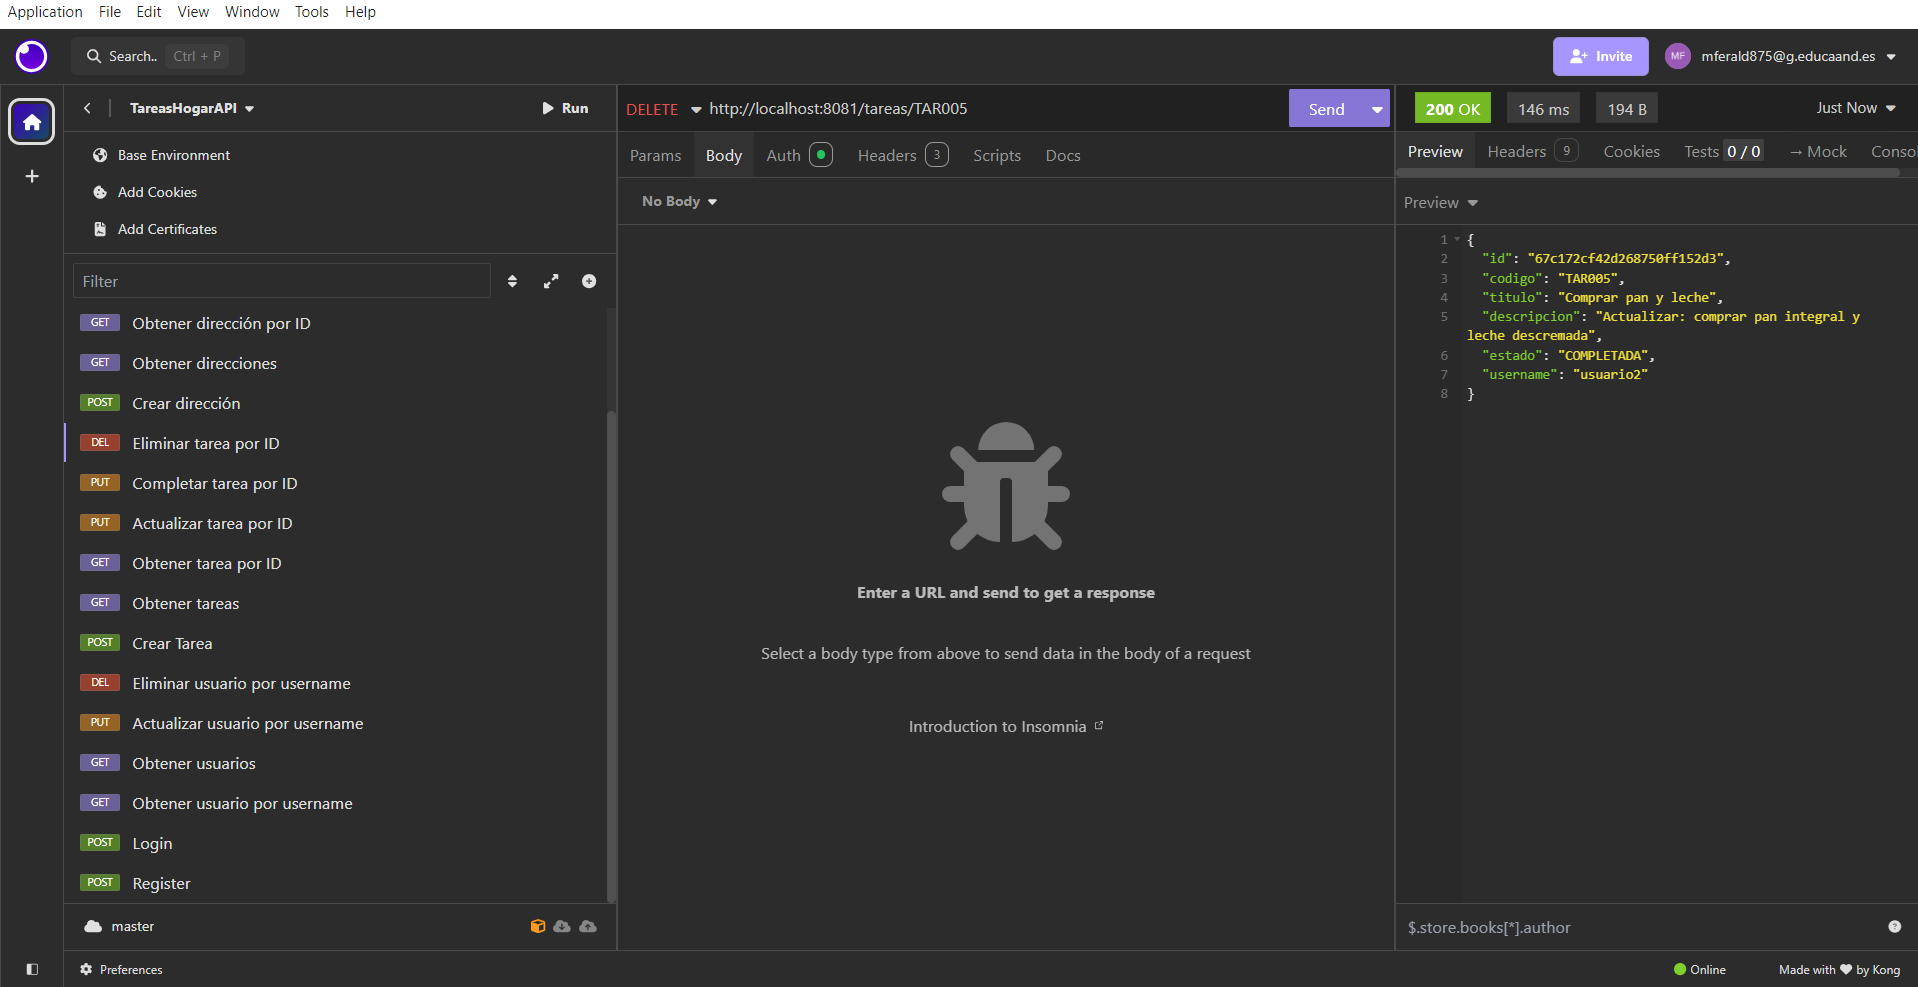 Application File Edit View Window Tools Help
Search.. Ctrl + P
Invite
MF mferald875@g.educaand.es
TareasHogarAPI
Run
Base Environment
Add Cookies
Add Certificates
Filter
GET Obtener dirección por ID
GET Obtener direcciones
POST Crear dirección
DEL Eliminar tarea por ID
PUT Completar tarea por ID
PUT Actualizar tarea por ID
GET Obtener tarea por ID
GET Obtener tareas
POST Crear Tarea
DEL Eliminar usuario por username
PUT Actualizar usuario por username
GET Obtener usuarios
GET Obtener usuario por username
POST Login
POST Register
master
Preferences
DELETE http://localhost:8081/tareas/TAR005
Send
Params Body Auth Headers 3 Scripts Docs
No Body
Enter a URL and send to get a response
Select a body type from above to send data in the body of a request
Introduction to Insomnia
200 OK 146 ms 194 B Just Now
Preview Headers 9 Cookies Tests 0 / 0 → Mock Conso
Preview
1 {
2 "id": "67c172cf42d268750ff152d3",
3 "codigo": "TAR005",
4 "titulo": "Comprar pan y leche",
5 "descripcion": "Actualizar: comprar pan integral y
leche descremada",
6 "estado": "COMPLETADA",
7 "username": "usuario2"
8 }
$.store.books[*].author
?
Online
Made with ♥ by Kong